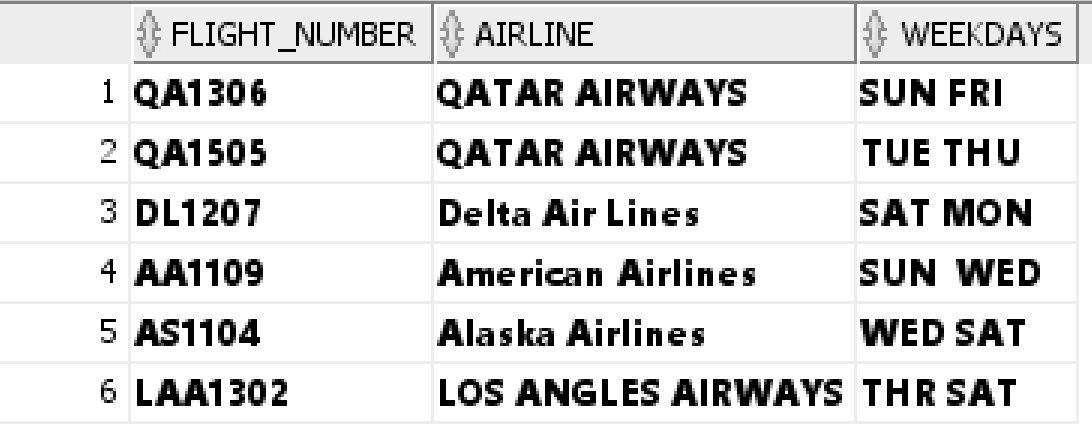 FLIGHT_NUMBER AIRLINE WEEKDAYS
1 QA1306 QATAR AIRWAYS SUN FRI
2 QA1505 QATAR AIRWAYS TUE THU
3 DL1207 Delta Air Lines SAT MON
4 AA1109 American Airlines SUN  WED
5 AS1104 Alaska Airlines WED SAT
6 LAA1302 LOS ANGLES AIRWAYS THR SAT